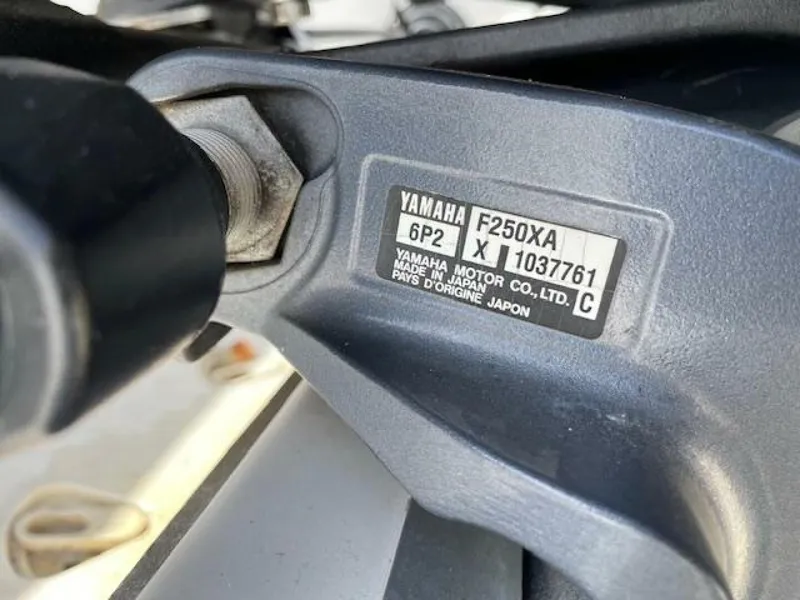 YAMAHA F250XA
6P2 X 1037761
YAMAHA MOTOR CO., LTD.
MADE IN JAPAN C
PAYS D'ORIGINE JAPON